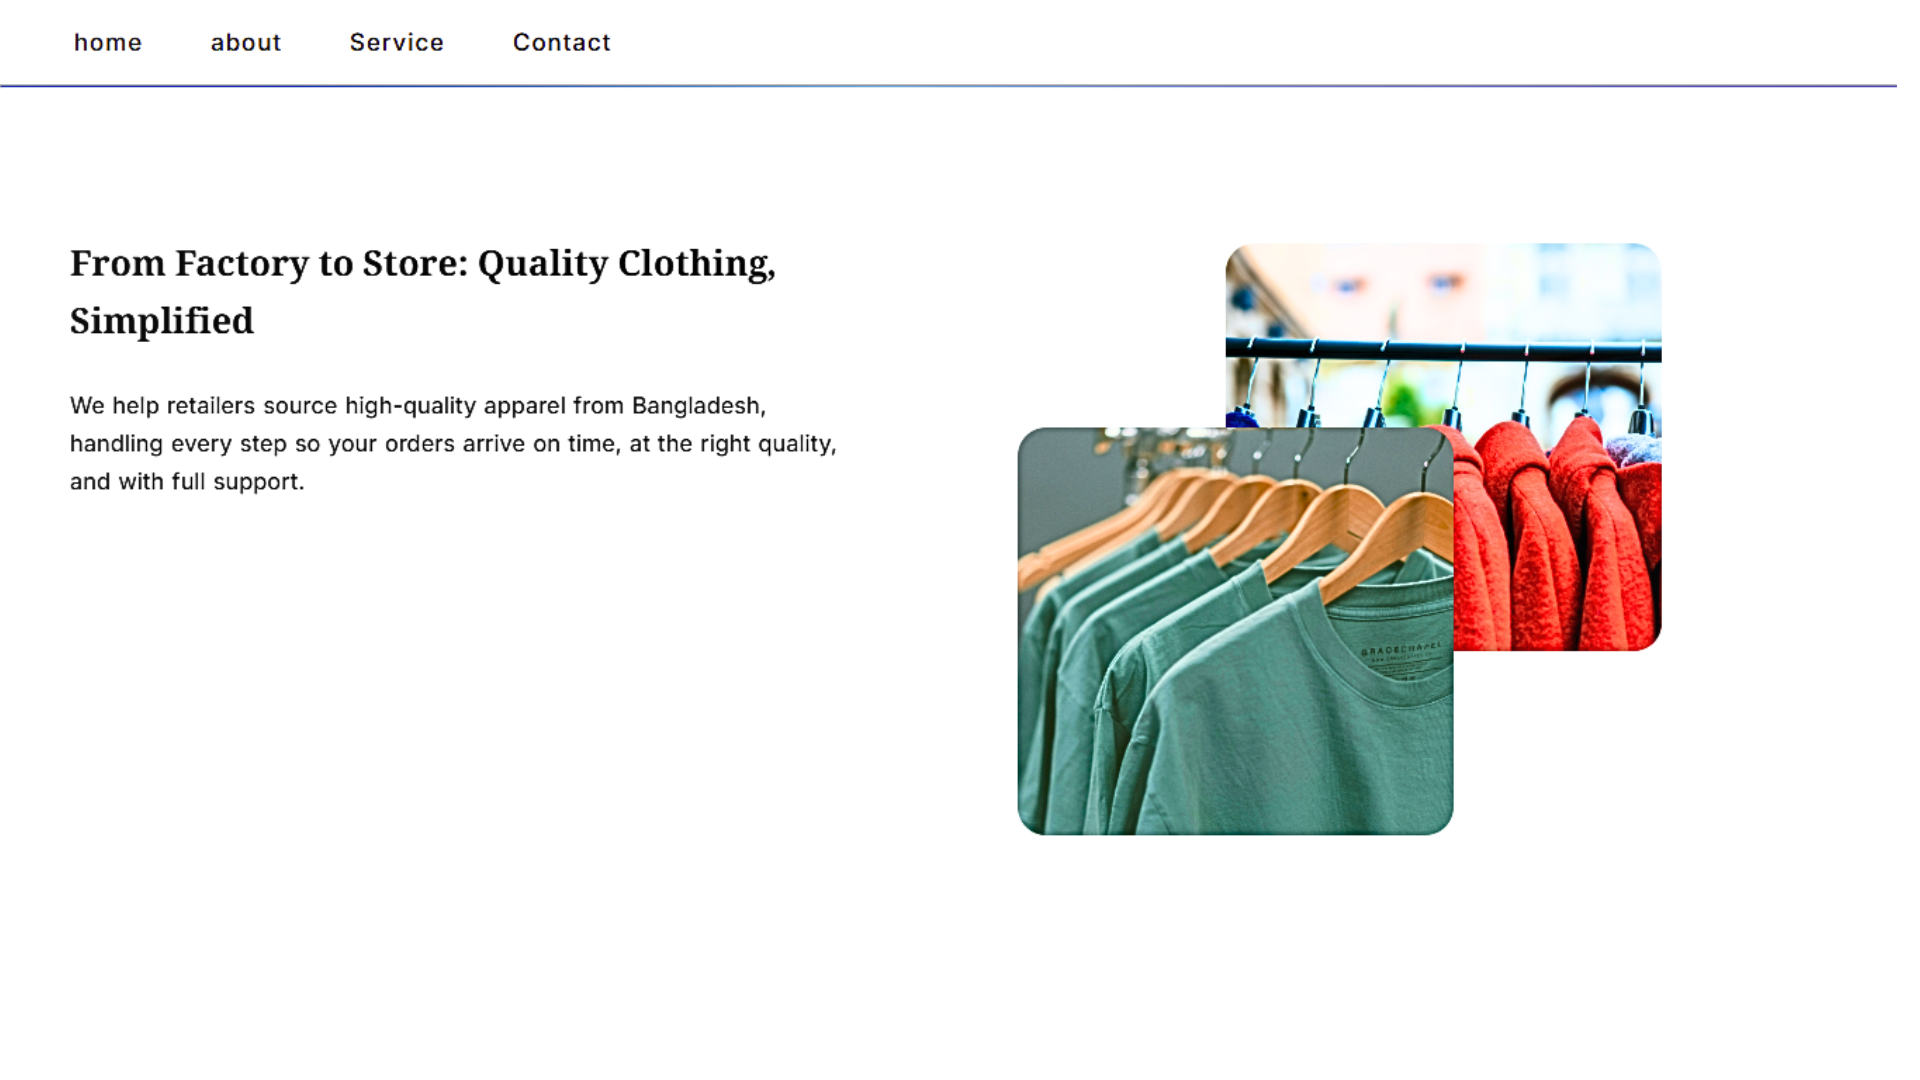 home about Service Contact
From Factory to Store: Quality Clothing,
Simplified
We help retailers source high-quality apparel from Bangladesh,
handling every step so your orders arrive on time, at the right quality,
and with full support.
GRACECHAPEL